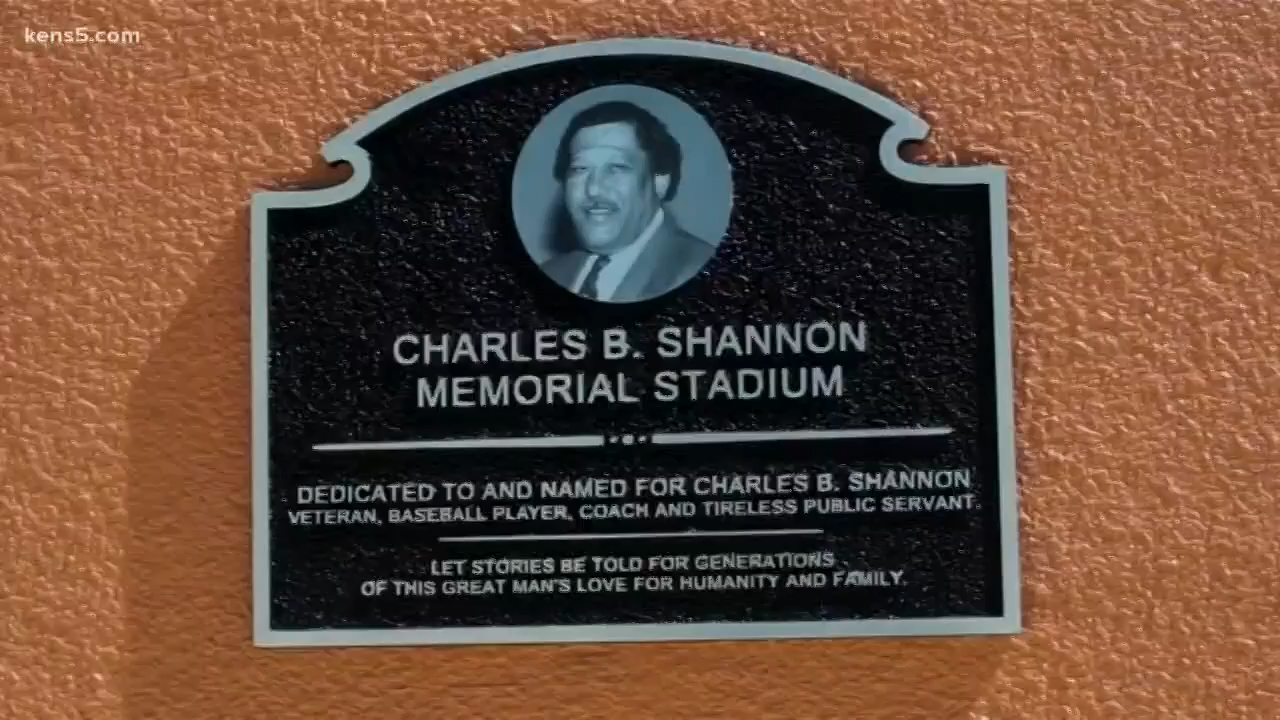 kens5.com
CHARLES B. SHANNON
MEMORIAL STADIUM
DEDICATED TO AND NAMED FOR CHARLES B. SHANNON
VETERAN, BASEBALL PLAYER, COACH AND TIRELESS PUBLIC SERVANT.
LET STORIES BE TOLD FOR GENERATIONS
OF THIS GREAT MAN'S LOVE FOR HUMANITY AND FAMILY.